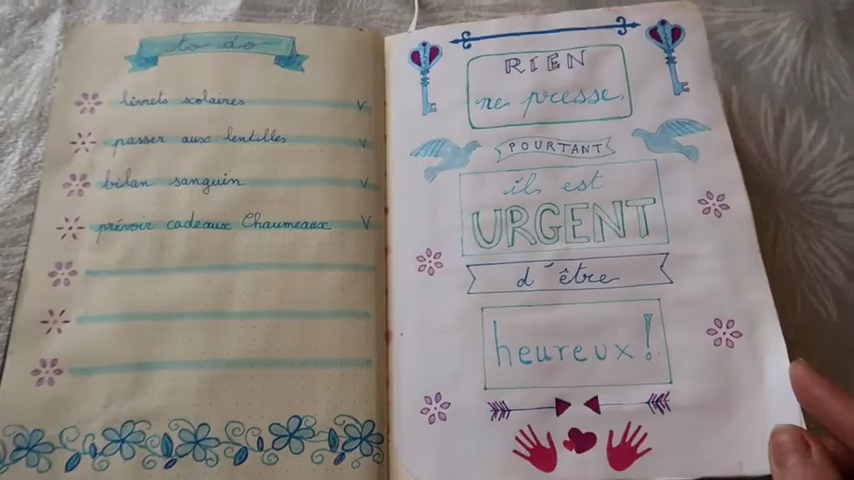 to do
livrets scolaires V
passer aux lentilles V
bilan sanguin V
prévoir cadeaux Chaumeaux V
RIEN
ne presse
POURTANT
il est
URGENT
d'être
heureux!